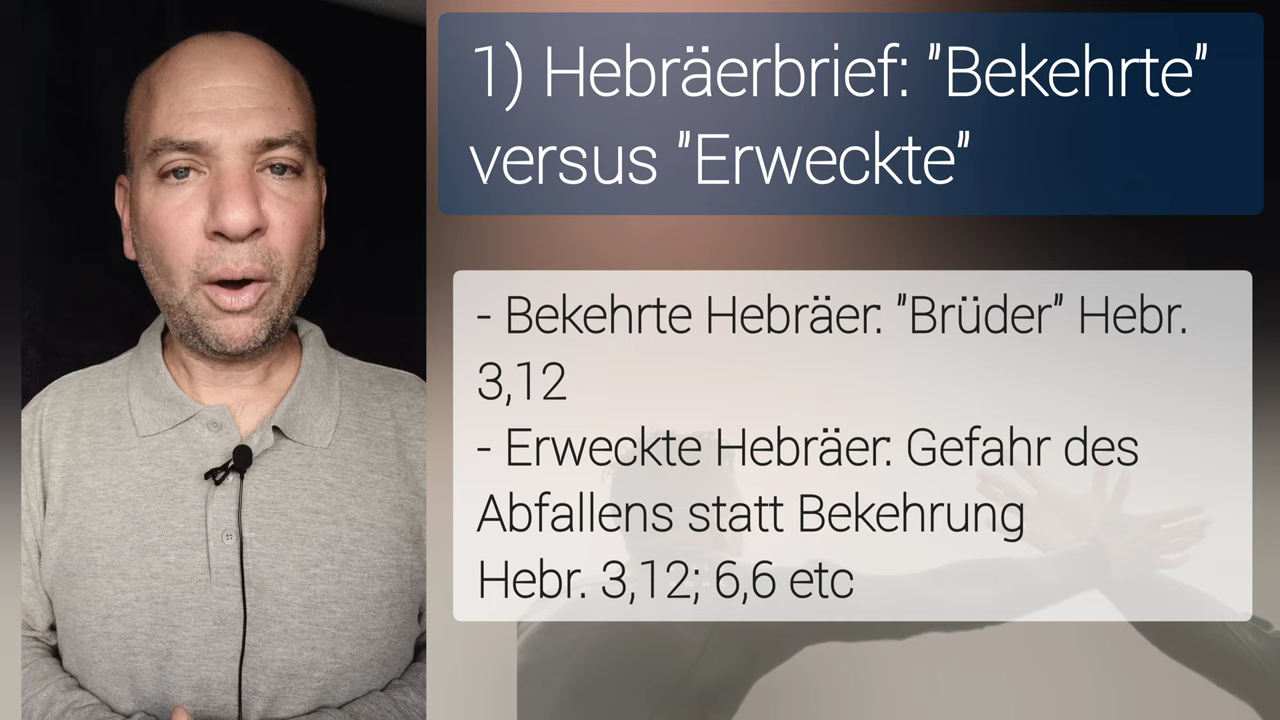 1) Hebräerbrief: "Bekehrte"
versus "Erweckte"
- Bekehrte Hebräer: "Brüder" Hebr.
3,12
- Erweckte Hebräer: Gefahr des
Abfallens statt Bekehrung
Hebr. 3,12; 6,6 etc